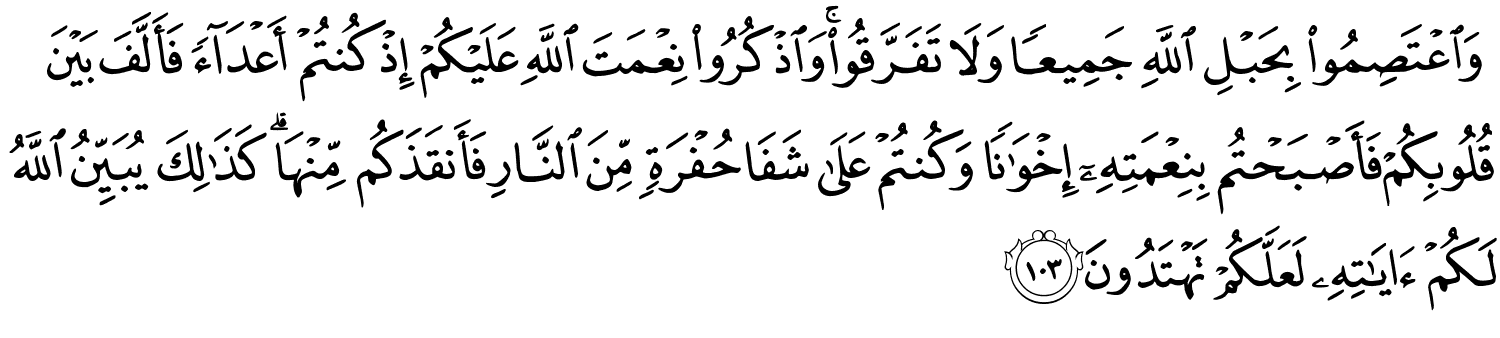 وَٱعۡتَصِمُواْ بِحَبۡلِ ٱللَّهِ جَمِيعٗا وَلَا تَفَرَّقُواْۚ وَٱذۡكُرُواْ نِعۡمَتَ ٱللَّهِ عَلَيۡكُمۡ إِذۡ كُنتُمۡ أَعۡدَآءٗ فَأَلَّفَ بَيۡنَ
قُلُوبِكُمۡ فَأَصۡبَحۡتُم بِنِعۡمَتِهِۦٓ إِخۡوَٰنٗا وَكُنتُمۡ عَلَىٰ شَفَا حُفۡرَةٖ مِّنَ ٱلنَّارِ فَأَنقَذَكُم مِّنۡهَاۗ كَذَٰلِكَ يُبَيِّنُ ٱللَّهُ
لَكُمۡ ءَايَٰتِهِۦ لَعَلَّكُمۡ تَهۡتَدُونَ ١٠٣